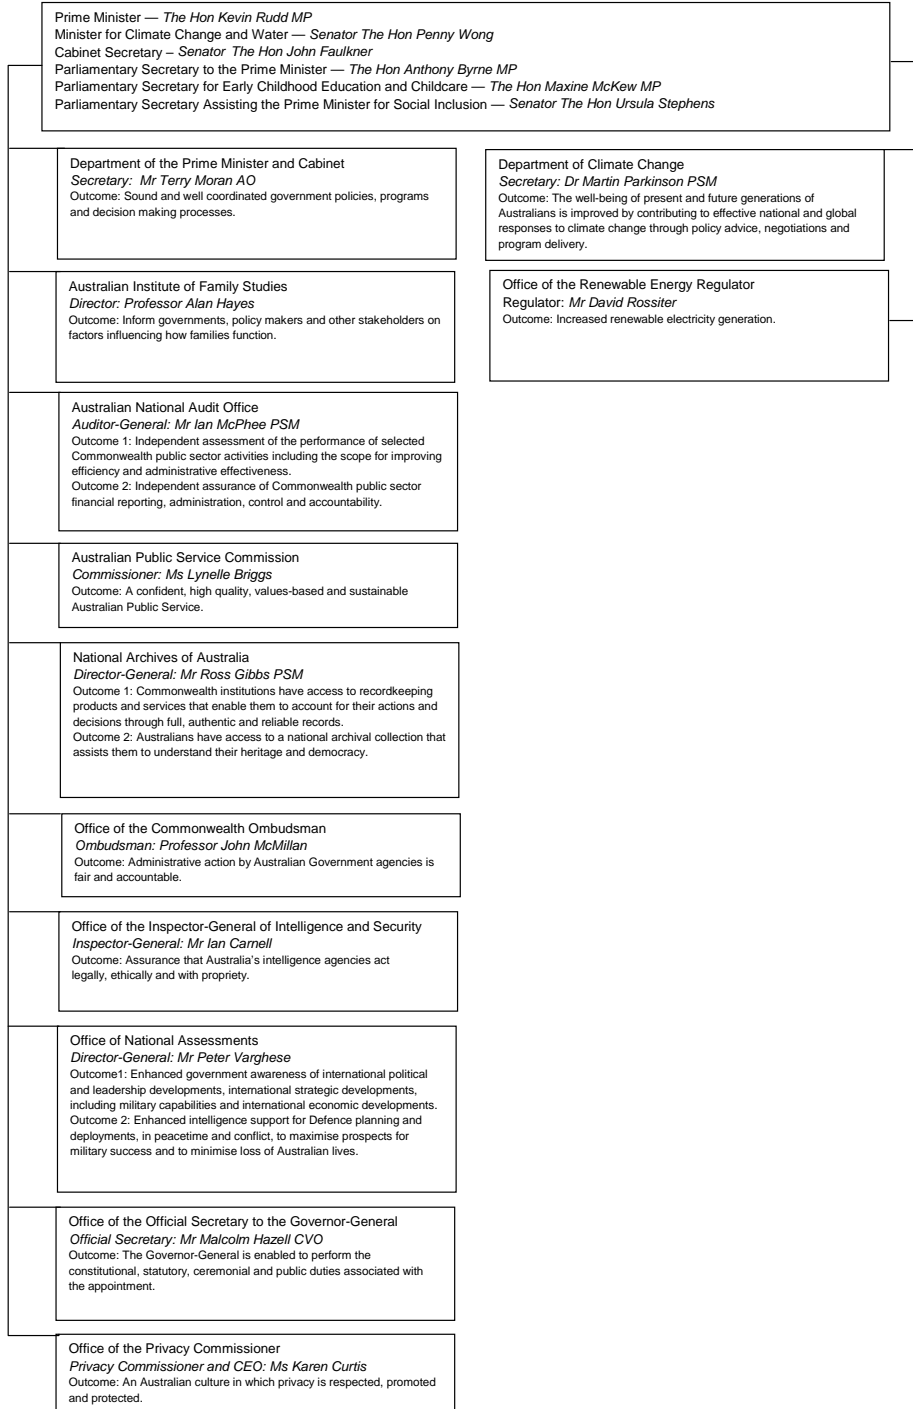 Prime Minister — The Hon Kevin Rudd MP
Minister for Climate Change and Water — Senator The Hon Penny Wong
Cabinet Secretary – Senator The Hon John Faulkner
Parliamentary Secretary to the Prime Minister — The Hon Anthony Byrne MP
Parliamentary Secretary for Early Childhood Education and Childcare — The Hon Maxine McKew MP
Parliamentary Secretary Assisting the Prime Minister for Social Inclusion — Senator The Hon Ursula Stephens
Department of the Prime Minister and Cabinet
Secretary: Mr Terry Moran AO
Outcome: Sound and well coordinated government policies, programs
and decision making processes.
Department of Climate Change
Secretary: Dr Martin Parkinson PSM
Outcome: The well-being of present and future generations of
Australians is improved by contributing to effective national and global
responses to climate change through policy advice, negotiations and
program delivery.
Australian Institute of Family Studies
Director: Professor Alan Hayes
Outcome: Inform governments, policy makers and other stakeholders on
factors influencing how families function.
Office of the Renewable Energy Regulator
Regulator: Mr David Rossiter
Outcome: Increased renewable electricity generation.
Australian National Audit Office
Auditor-General: Mr Ian McPhee PSM
Outcome 1: Independent assessment of the performance of selected
Commonwealth public sector activities including the scope for improving
efficiency and administrative effectiveness.
Outcome 2: Independent assurance of Commonwealth public sector
financial reporting, administration, control and accountability.
Australian Public Service Commission
Commissioner: Ms Lynelle Briggs
Outcome: A confident, high quality, values-based and sustainable
Australian Public Service.
National Archives of Australia
Director-General: Mr Ross Gibbs PSM
Outcome 1: Commonwealth institutions have access to recordkeeping
products and services that enable them to account for their actions and
decisions through full, authentic and reliable records.
Outcome 2: Australians have access to a national archival collection that
assists them to understand their heritage and democracy.
Office of the Commonwealth Ombudsman
Ombudsman: Professor John McMillan
Outcome: Administrative action by Australian Government agencies is
fair and accountable.
Office of the Inspector-General of Intelligence and Security
Inspector-General: Mr Ian Carnell
Outcome: Assurance that Australia’s intelligence agencies act
legally, ethically and with propriety.
Office of National Assessments
Director-General: Mr Peter Varghese
Outcome1: Enhanced government awareness of international political
and leadership developments, international strategic developments,
including military capabilities and international economic developments.
Outcome 2: Enhanced intelligence support for Defence planning and
deployments, in peacetime and conflict, to maximise prospects for
military success and to minimise loss of Australian lives.
Office of the Official Secretary to the Governor-General
Official Secretary: Mr Malcolm Hazell CVO
Outcome: The Governor-General is enabled to perform the
constitutional, statutory, ceremonial and public duties associated with
the appointment.
Office of the Privacy Commissioner
Privacy Commissioner and CEO: Ms Karen Curtis
Outcome: An Australian culture in which privacy is respected, promoted
and protected.